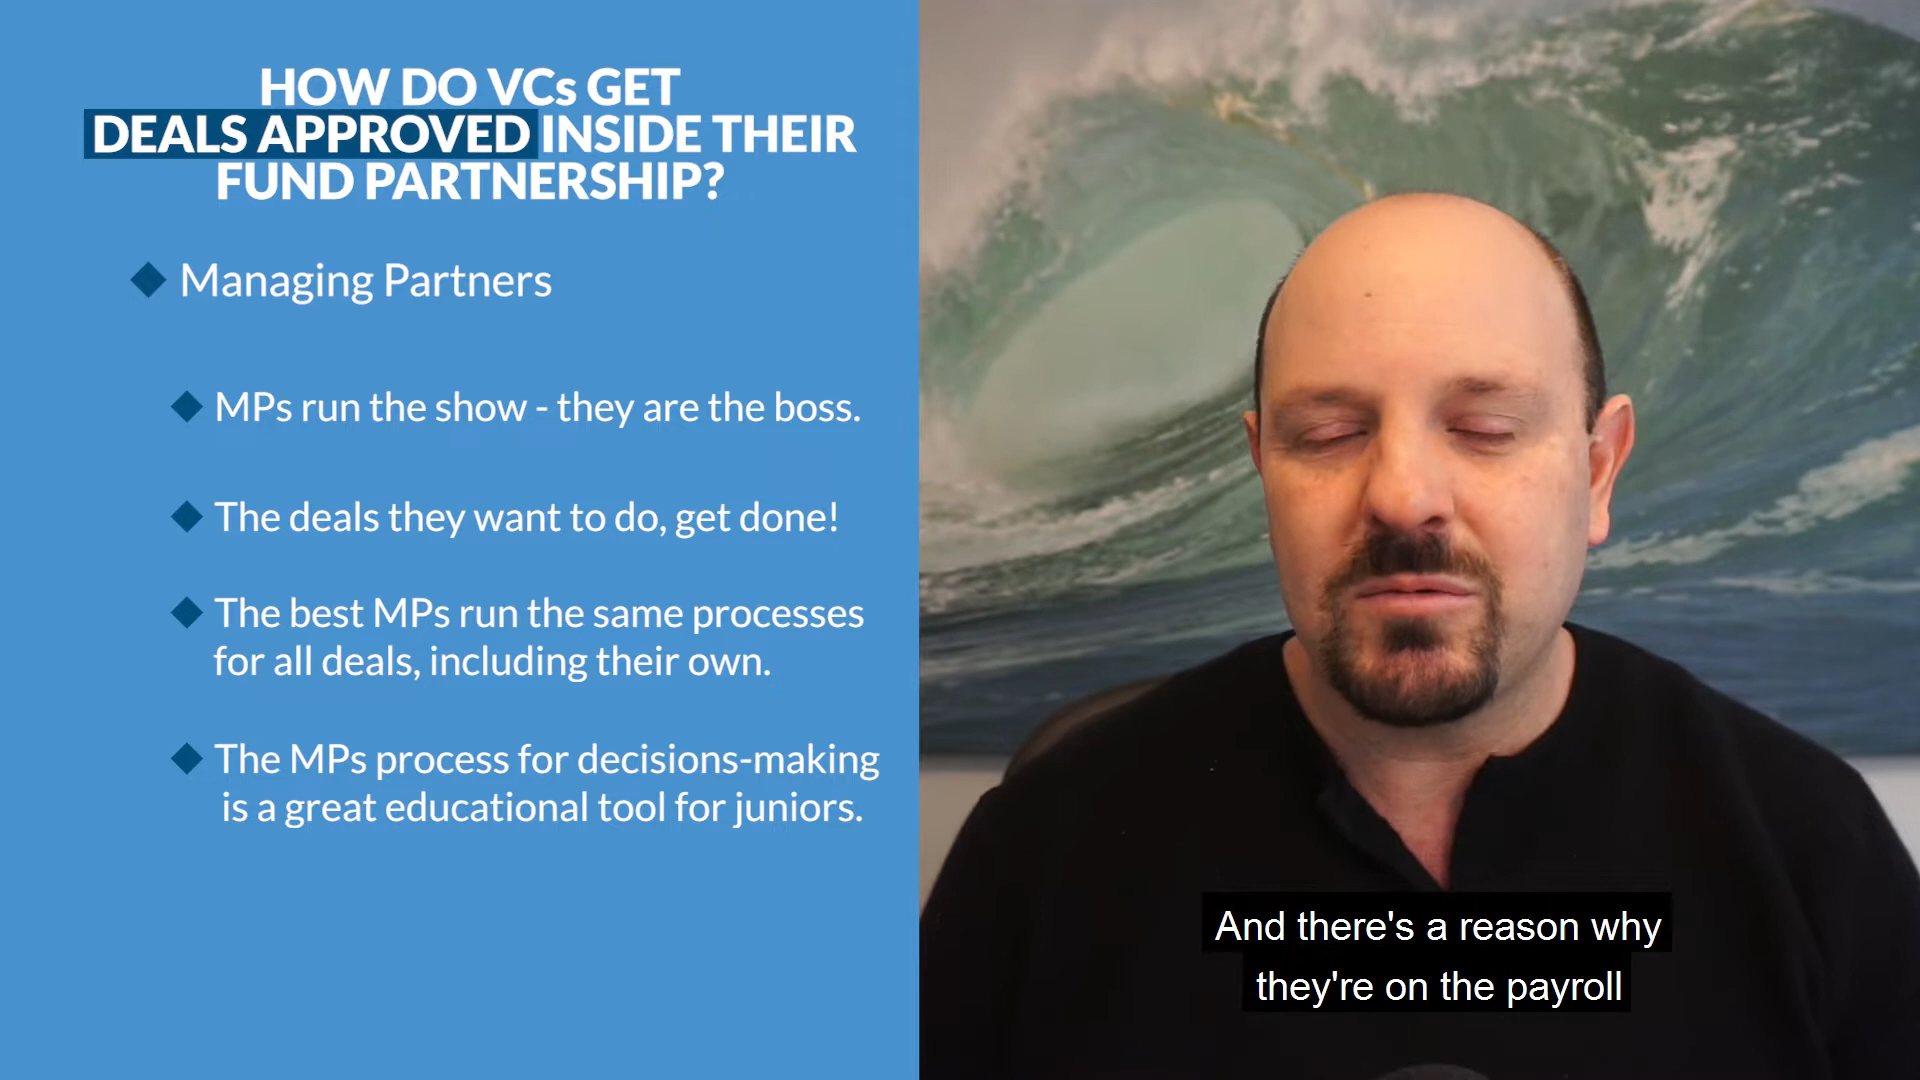 HOW DO VCs GET
DEALS APPROVED INSIDE THEIR
FUND PARTNERSHIP?
Managing Partners
MPs run the show - they are the boss.
The deals they want to do, get done!
The best MPs run the same processes
for all deals, including their own.
The MPs process for decisions-making
is a great educational tool for juniors.
And there's a reason why
they're on the payroll